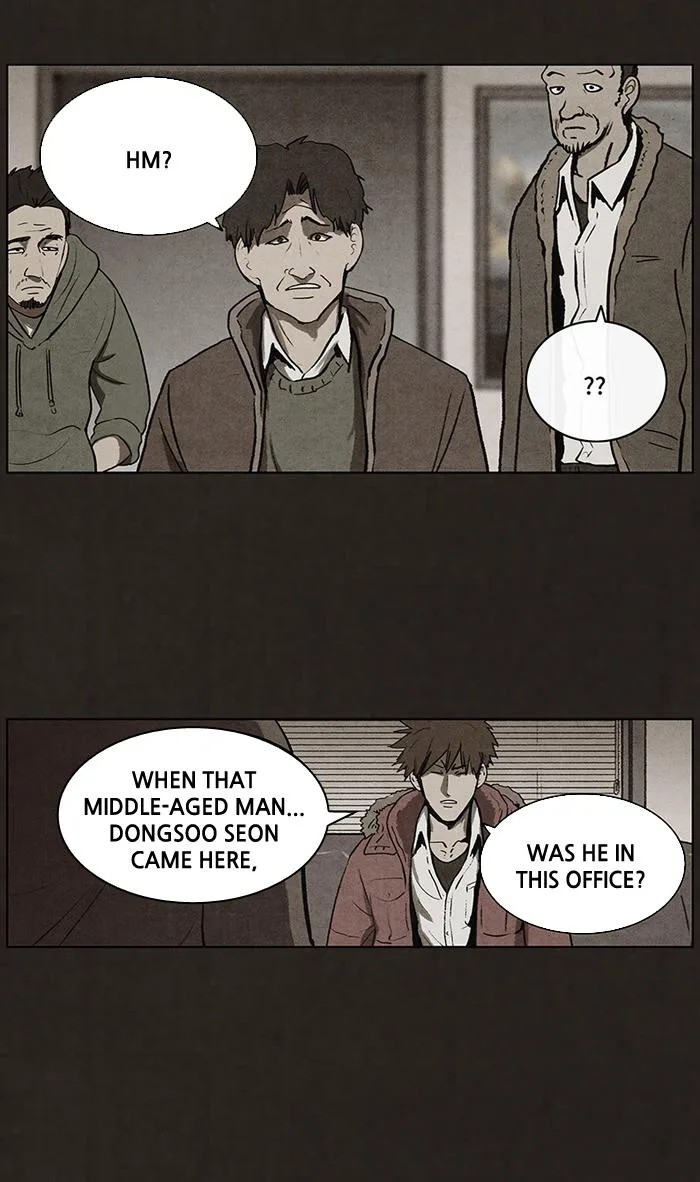 HM?
??
WHEN THAT
MIDDLE-AGED MAN...
DONGSOO SEON
CAME HERE,
WAS HE IN
THIS OFFICE?